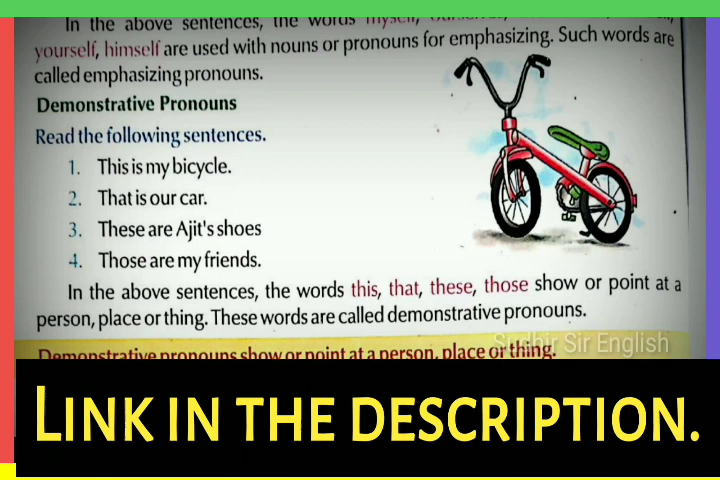 In the above sentences, the words myself,
yourself, himself are used with nouns or pronouns for emphasizing. Such words are
called emphasizing pronouns.
Demonstrative Pronouns
Read the following sentences.
1. This is my bicycle.
2. That is our car.
3. These are Ajit's shoes
4. Those are my friends.
In the above sentences, the words this, that, these, those show or point at a
person, place or thing. These words are called demonstrative pronouns.
Sudhir Sir English
Demonstrative pronouns show or point at a person, place or thing.
LINK IN THE DESCRIPTION.